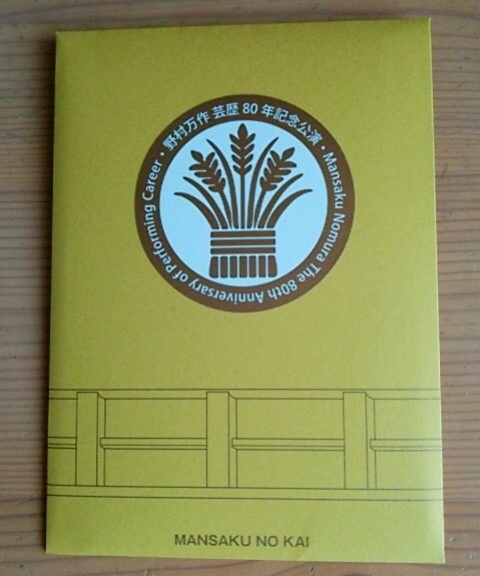 野村万作 芸歴 80 年記念公演・Mansaku Nomura The 80th Anniversary of Performing Career・
MANSAKU NO KAI